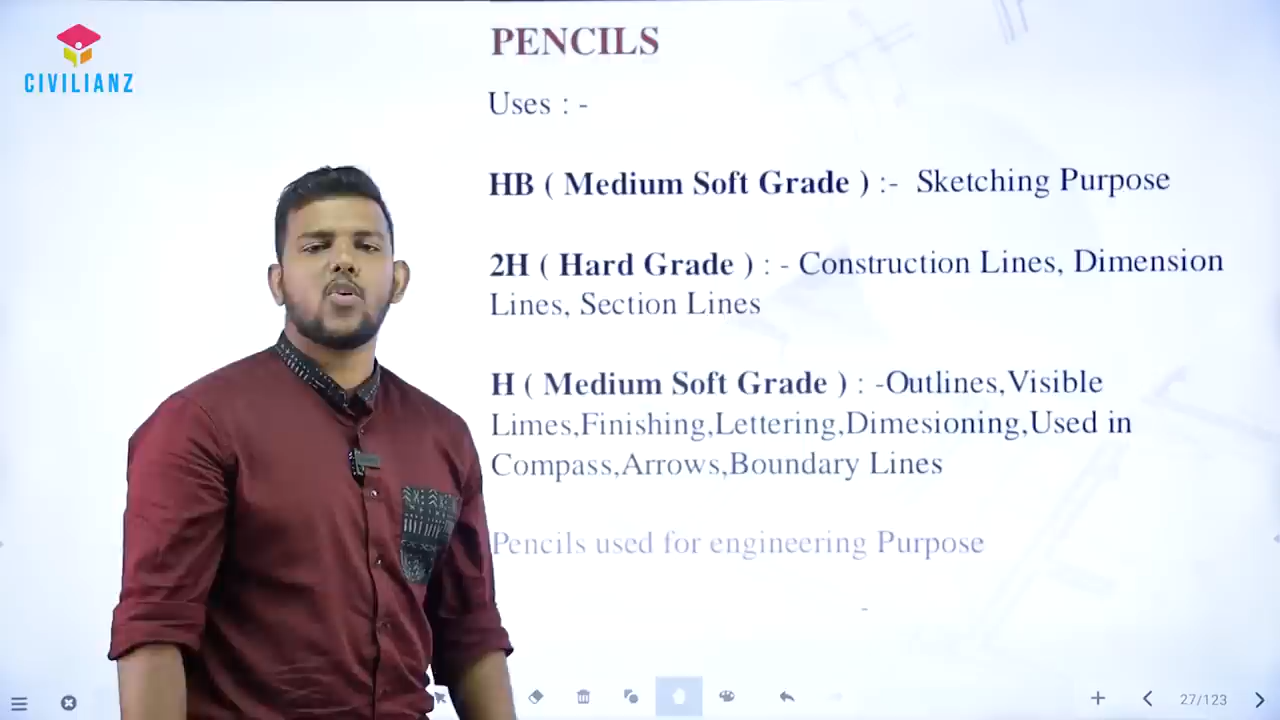 CIVILIANZ
PENCILS
Uses : -
HB ( Medium Soft Grade ) :- Sketching Purpose
2H ( Hard Grade ) : - Construction Lines, Dimension
Lines, Section Lines
H ( Medium Soft Grade ) : -Outlines,Visible
Limes,Finishing,Lettering,Dimesioning,Used in
Compass,Arrows,Boundary Lines
Pencils used for engineering Purpose
-
27/123